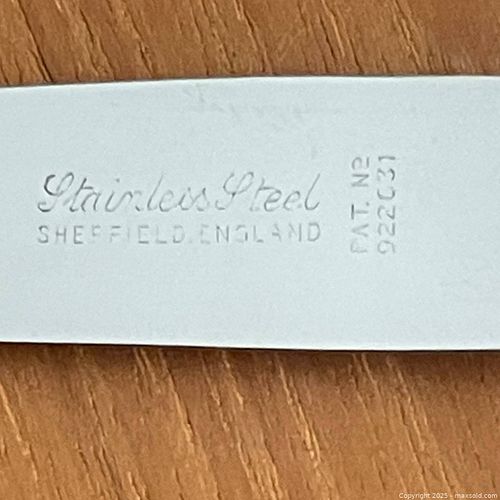 Stainless Steel
SHEFFIELD, ENGLAND
PAT. Nº
922031
Copyright 2025 - maxsold.com